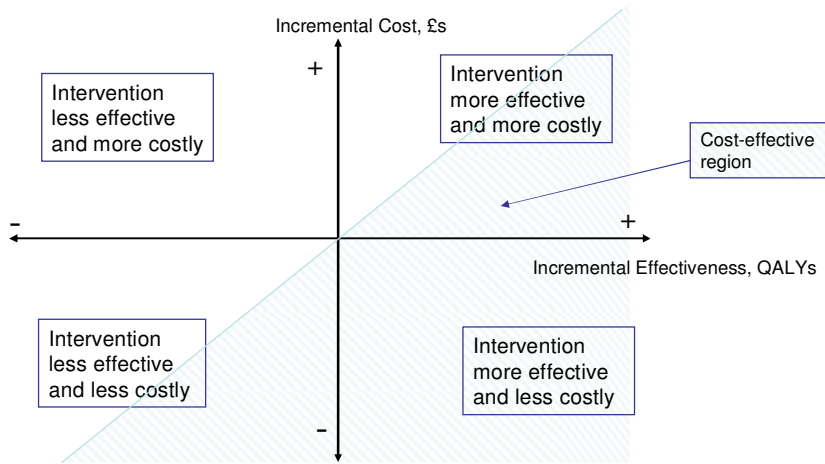 Incremental Cost, £s
+
Intervention
less effective
and more costly
Intervention
more effective
and more costly
Cost-effective
region
-
+
Incremental Effectiveness, QALYs
Intervention
less effective
and less costly
Intervention
more effective
and less costly
-